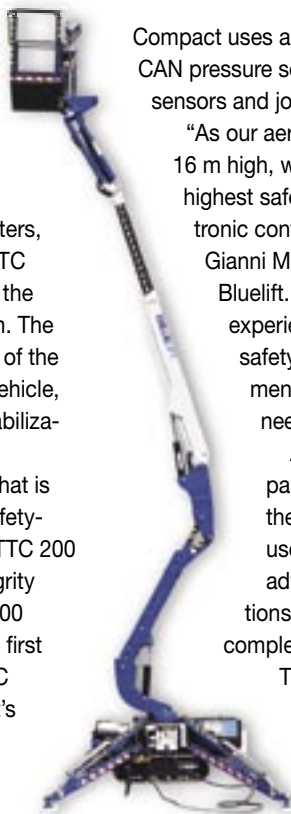 ters,
TC
the
n. The
of the
ehicle,
abiliza-
hat is
fety-
TTC 200
grity
00
first
C
's
Compact uses a
CAN pressure se
sensors and jo
“As our aer
16 m high, w
highest safe
tronic cont
Gianni M
Bluelift.
experie
safety
men
nee
pa
the
use
adv
tions
comple
T